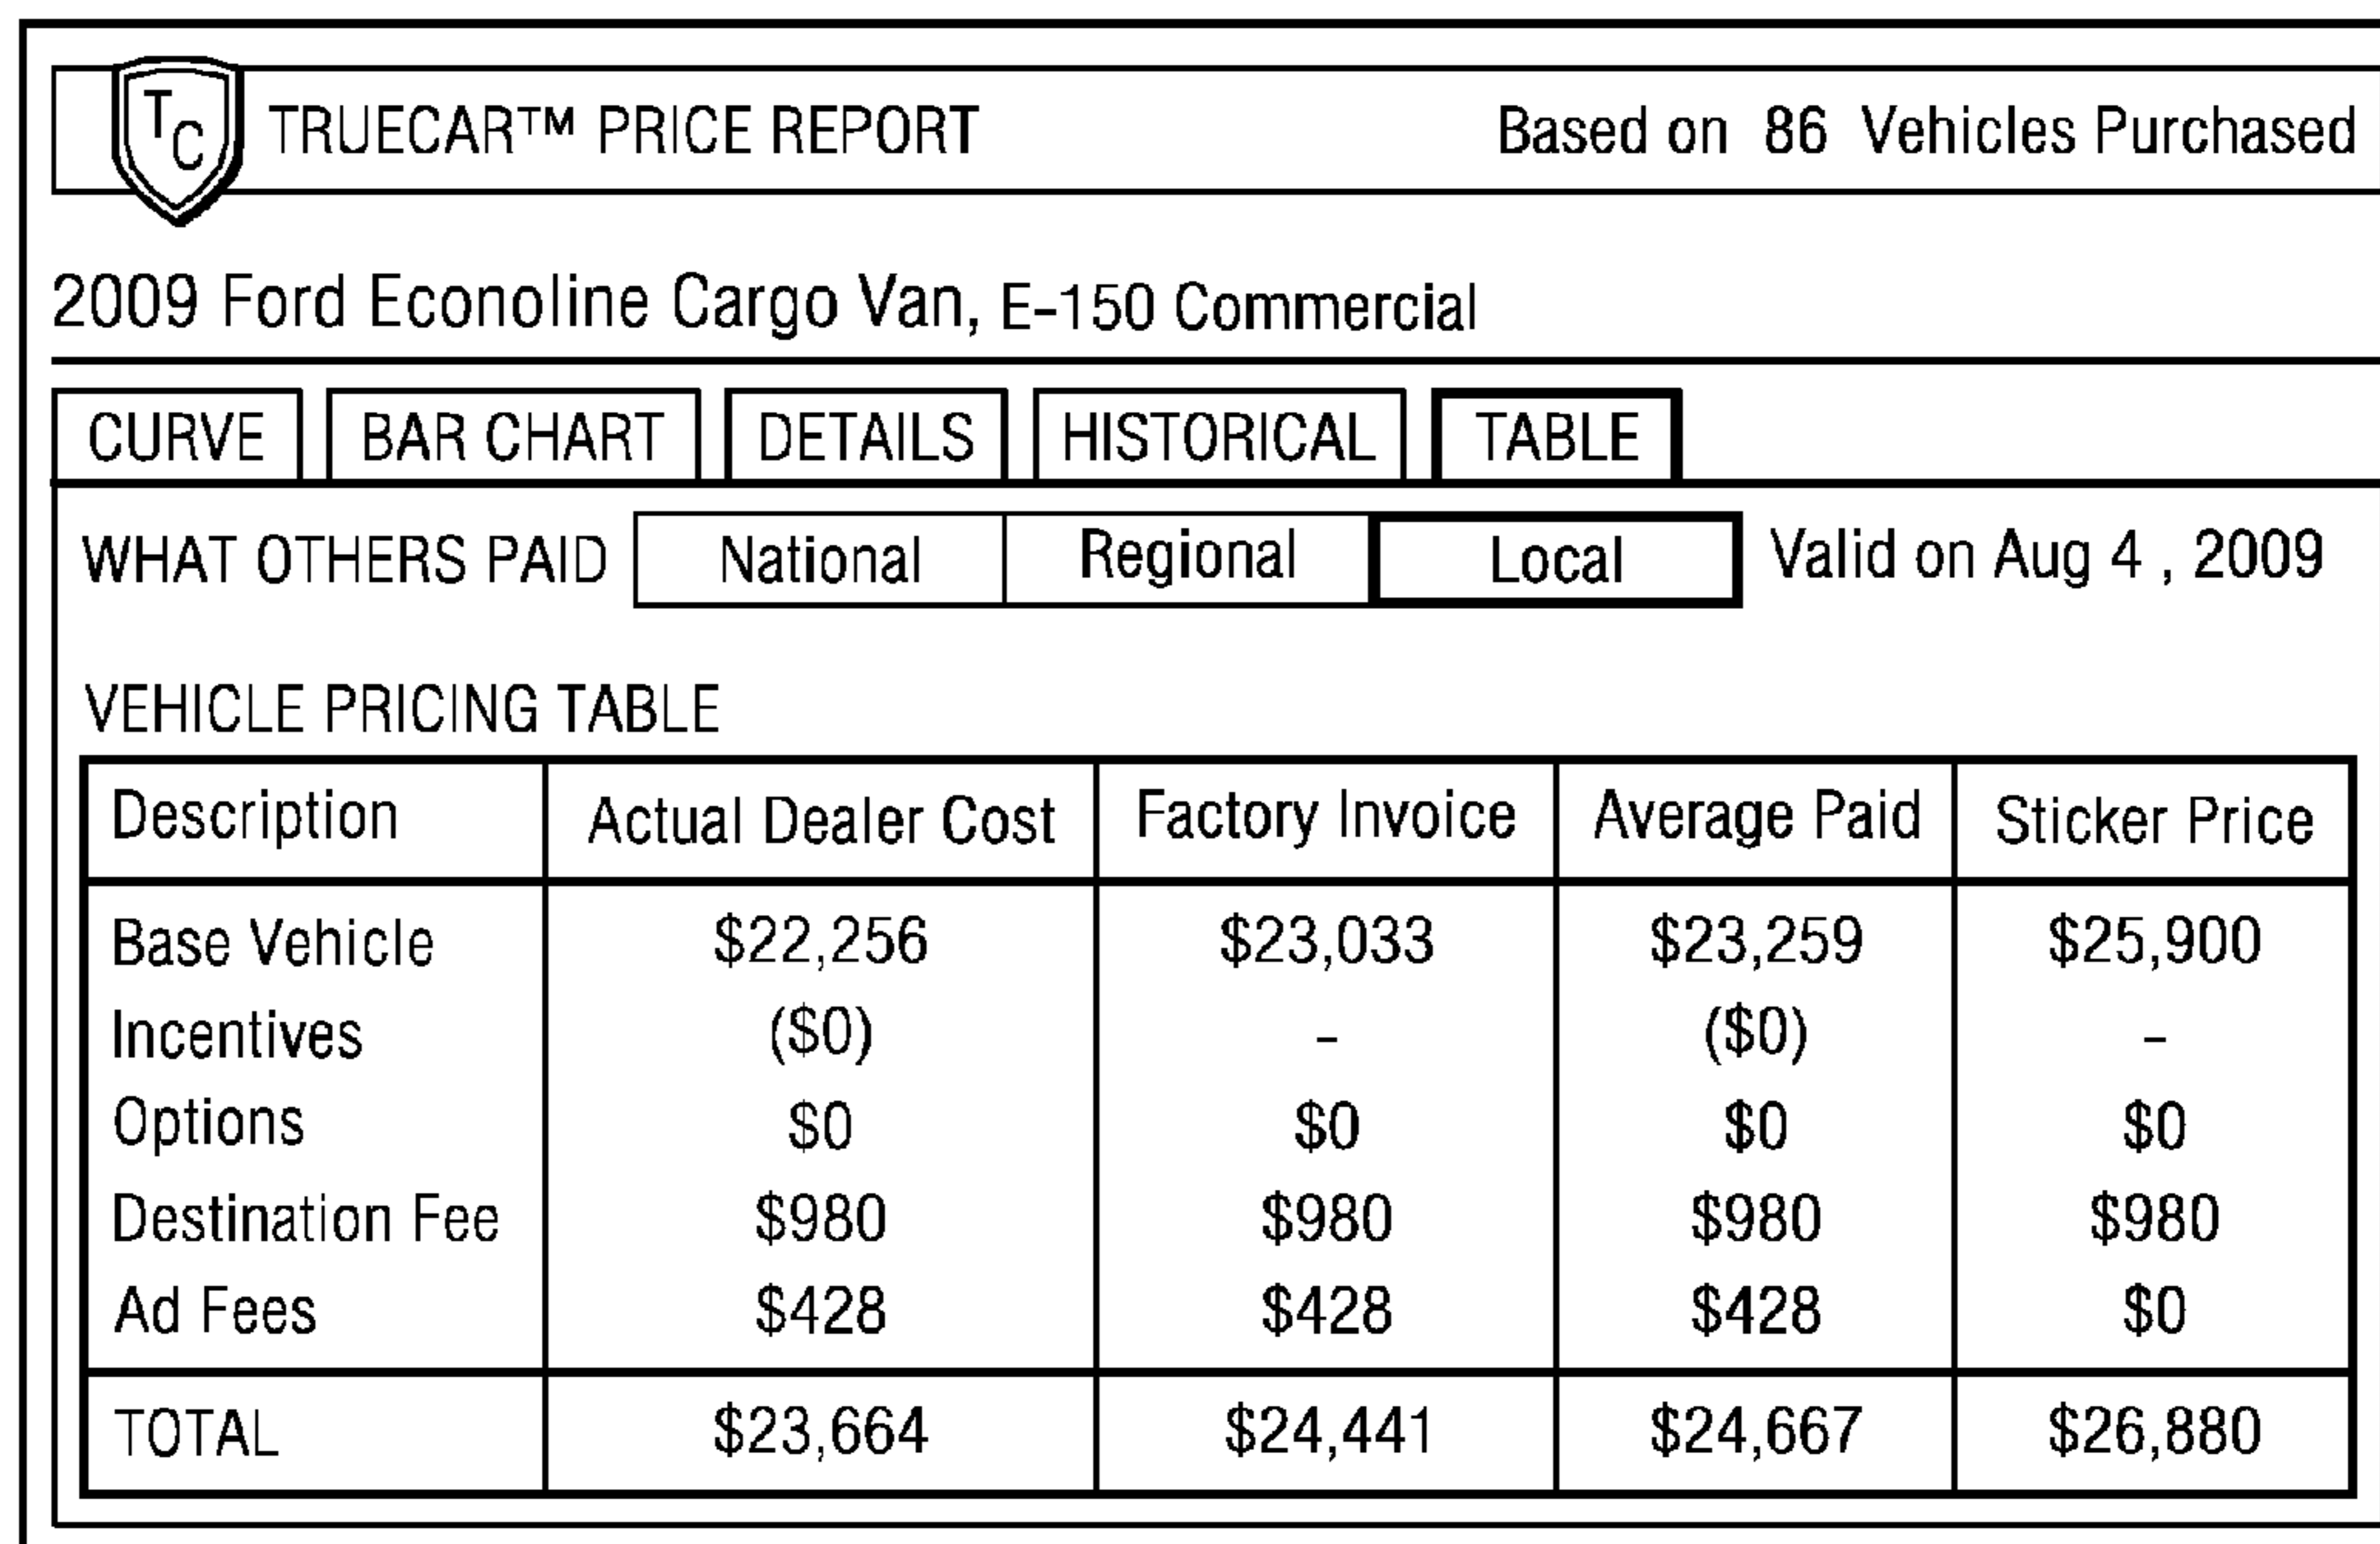 TC TRUECAR™ PRICE REPORT Based on 86 Vehicles Purchased
2009 Ford Econoline Cargo Van, E-150 Commercial
CURVE BAR CHART DETAILS HISTORICAL TABLE
WHAT OTHERS PAID National Regional Local Valid on Aug 4 , 2009
VEHICLE PRICING TABLE
Description Actual Dealer Cost Factory Invoice Average Paid Sticker Price
Base Vehicle $22,256 $23,033 $23,259 $25,900
Incentives ($0) - ($0) -
Options $0 $0 $0 $0
Destination Fee $980 $980 $980 $980
Ad Fees $428 $428 $428 $0
TOTAL $23,664 $24,441 $24,667 $26,880